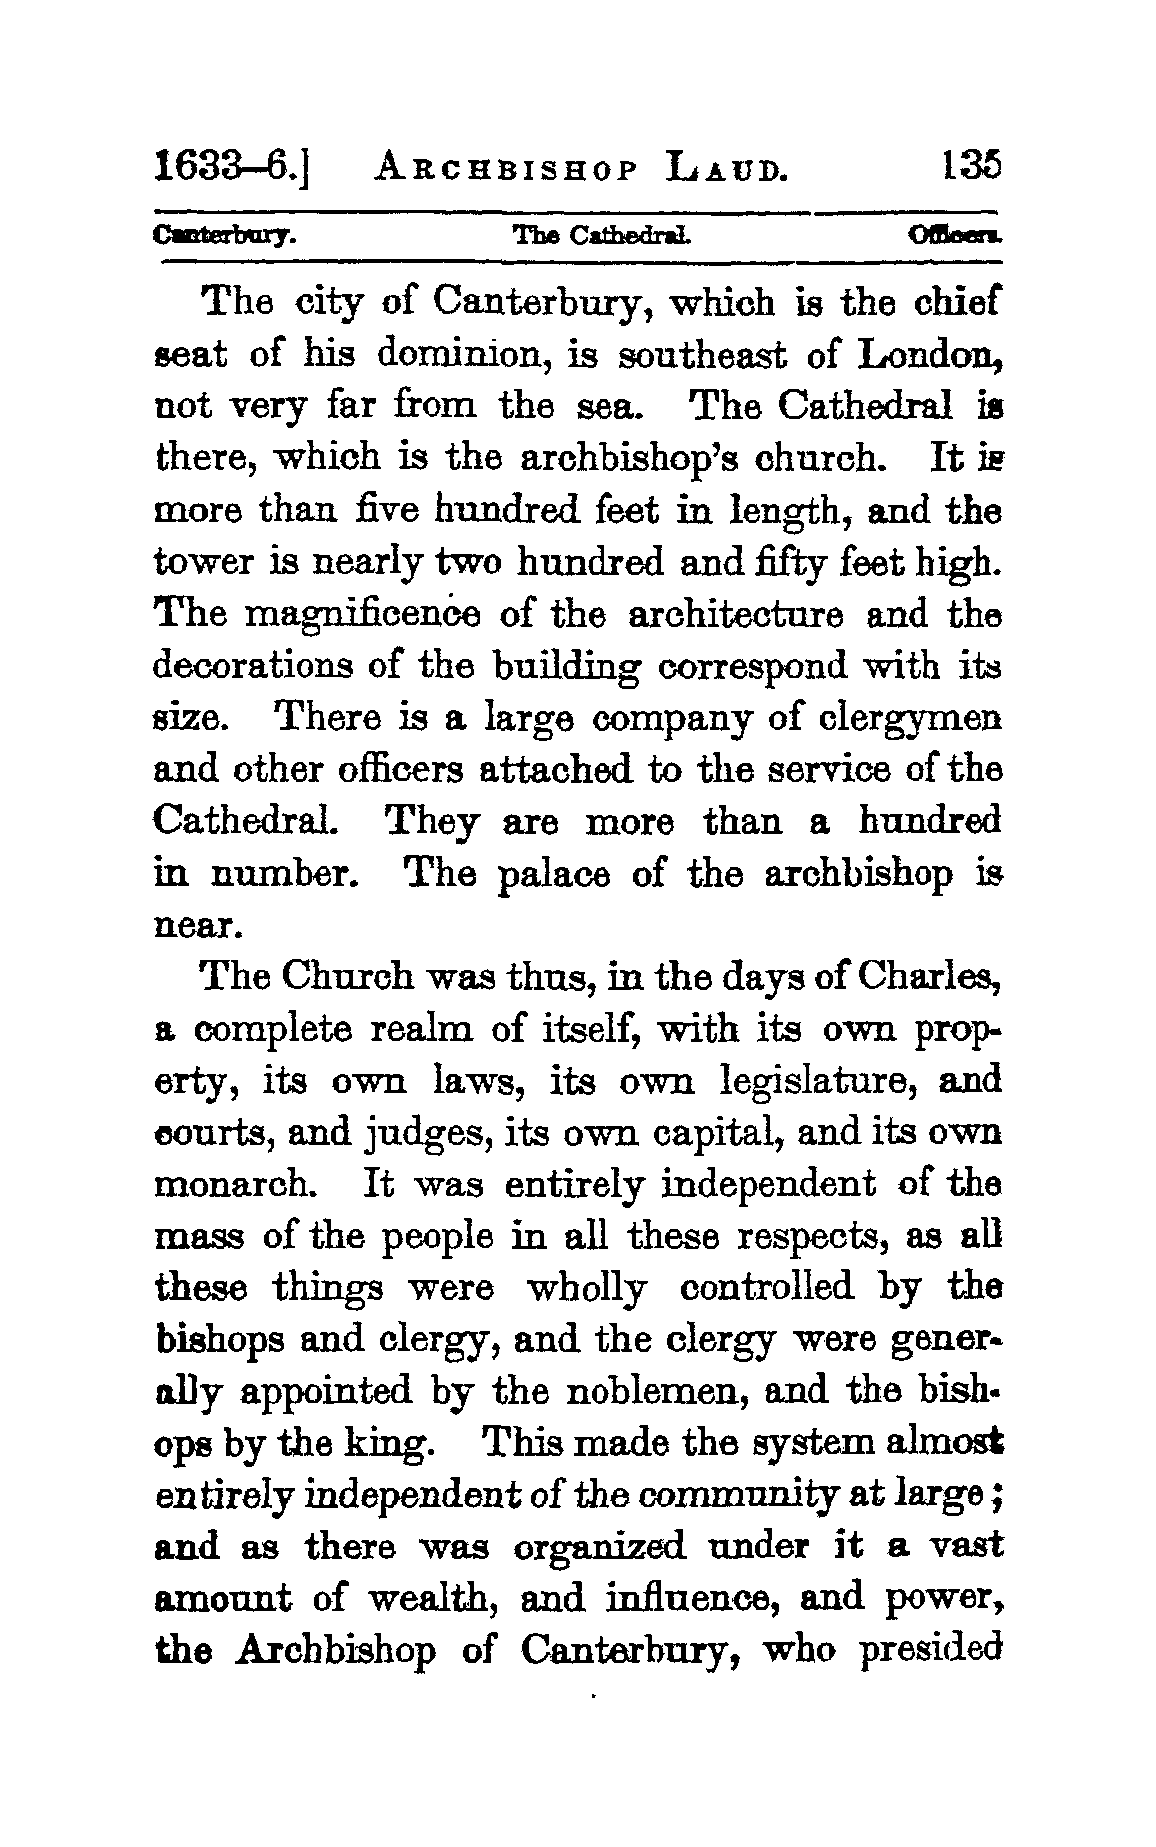 1633–6.] Archbishop Laud. 135
Canterbury. The Cathedral. Officers.
The city of Canterbury, which is the chief
seat of his dominion, is southeast of London,
not very far from the sea. The Cathedral is
there, which is the archbishop's church. It is
more than five hundred feet in length, and the
tower is nearly two hundred and fifty feet high.
The magnificence of the architecture and the
decorations of the building correspond with its
size. There is a large company of clergymen
and other officers attached to the service of the
Cathedral. They are more than a hundred
in number. The palace of the archbishop is
near.
The Church was thus, in the days of Charles,
a complete realm of itself, with its own prop-
erty, its own laws, its own legislature, and
courts, and judges, its own capital, and its own
monarch. It was entirely independent of the
mass of the people in all these respects, as all
these things were wholly controlled by the
bishops and clergy, and the clergy were gener-
ally appointed by the noblemen, and the bish-
ops by the king. This made the system almost
entirely independent of the community at large;
and as there was organized under it a vast
amount of wealth, and influence, and power,
the Archbishop of Canterbury, who presided